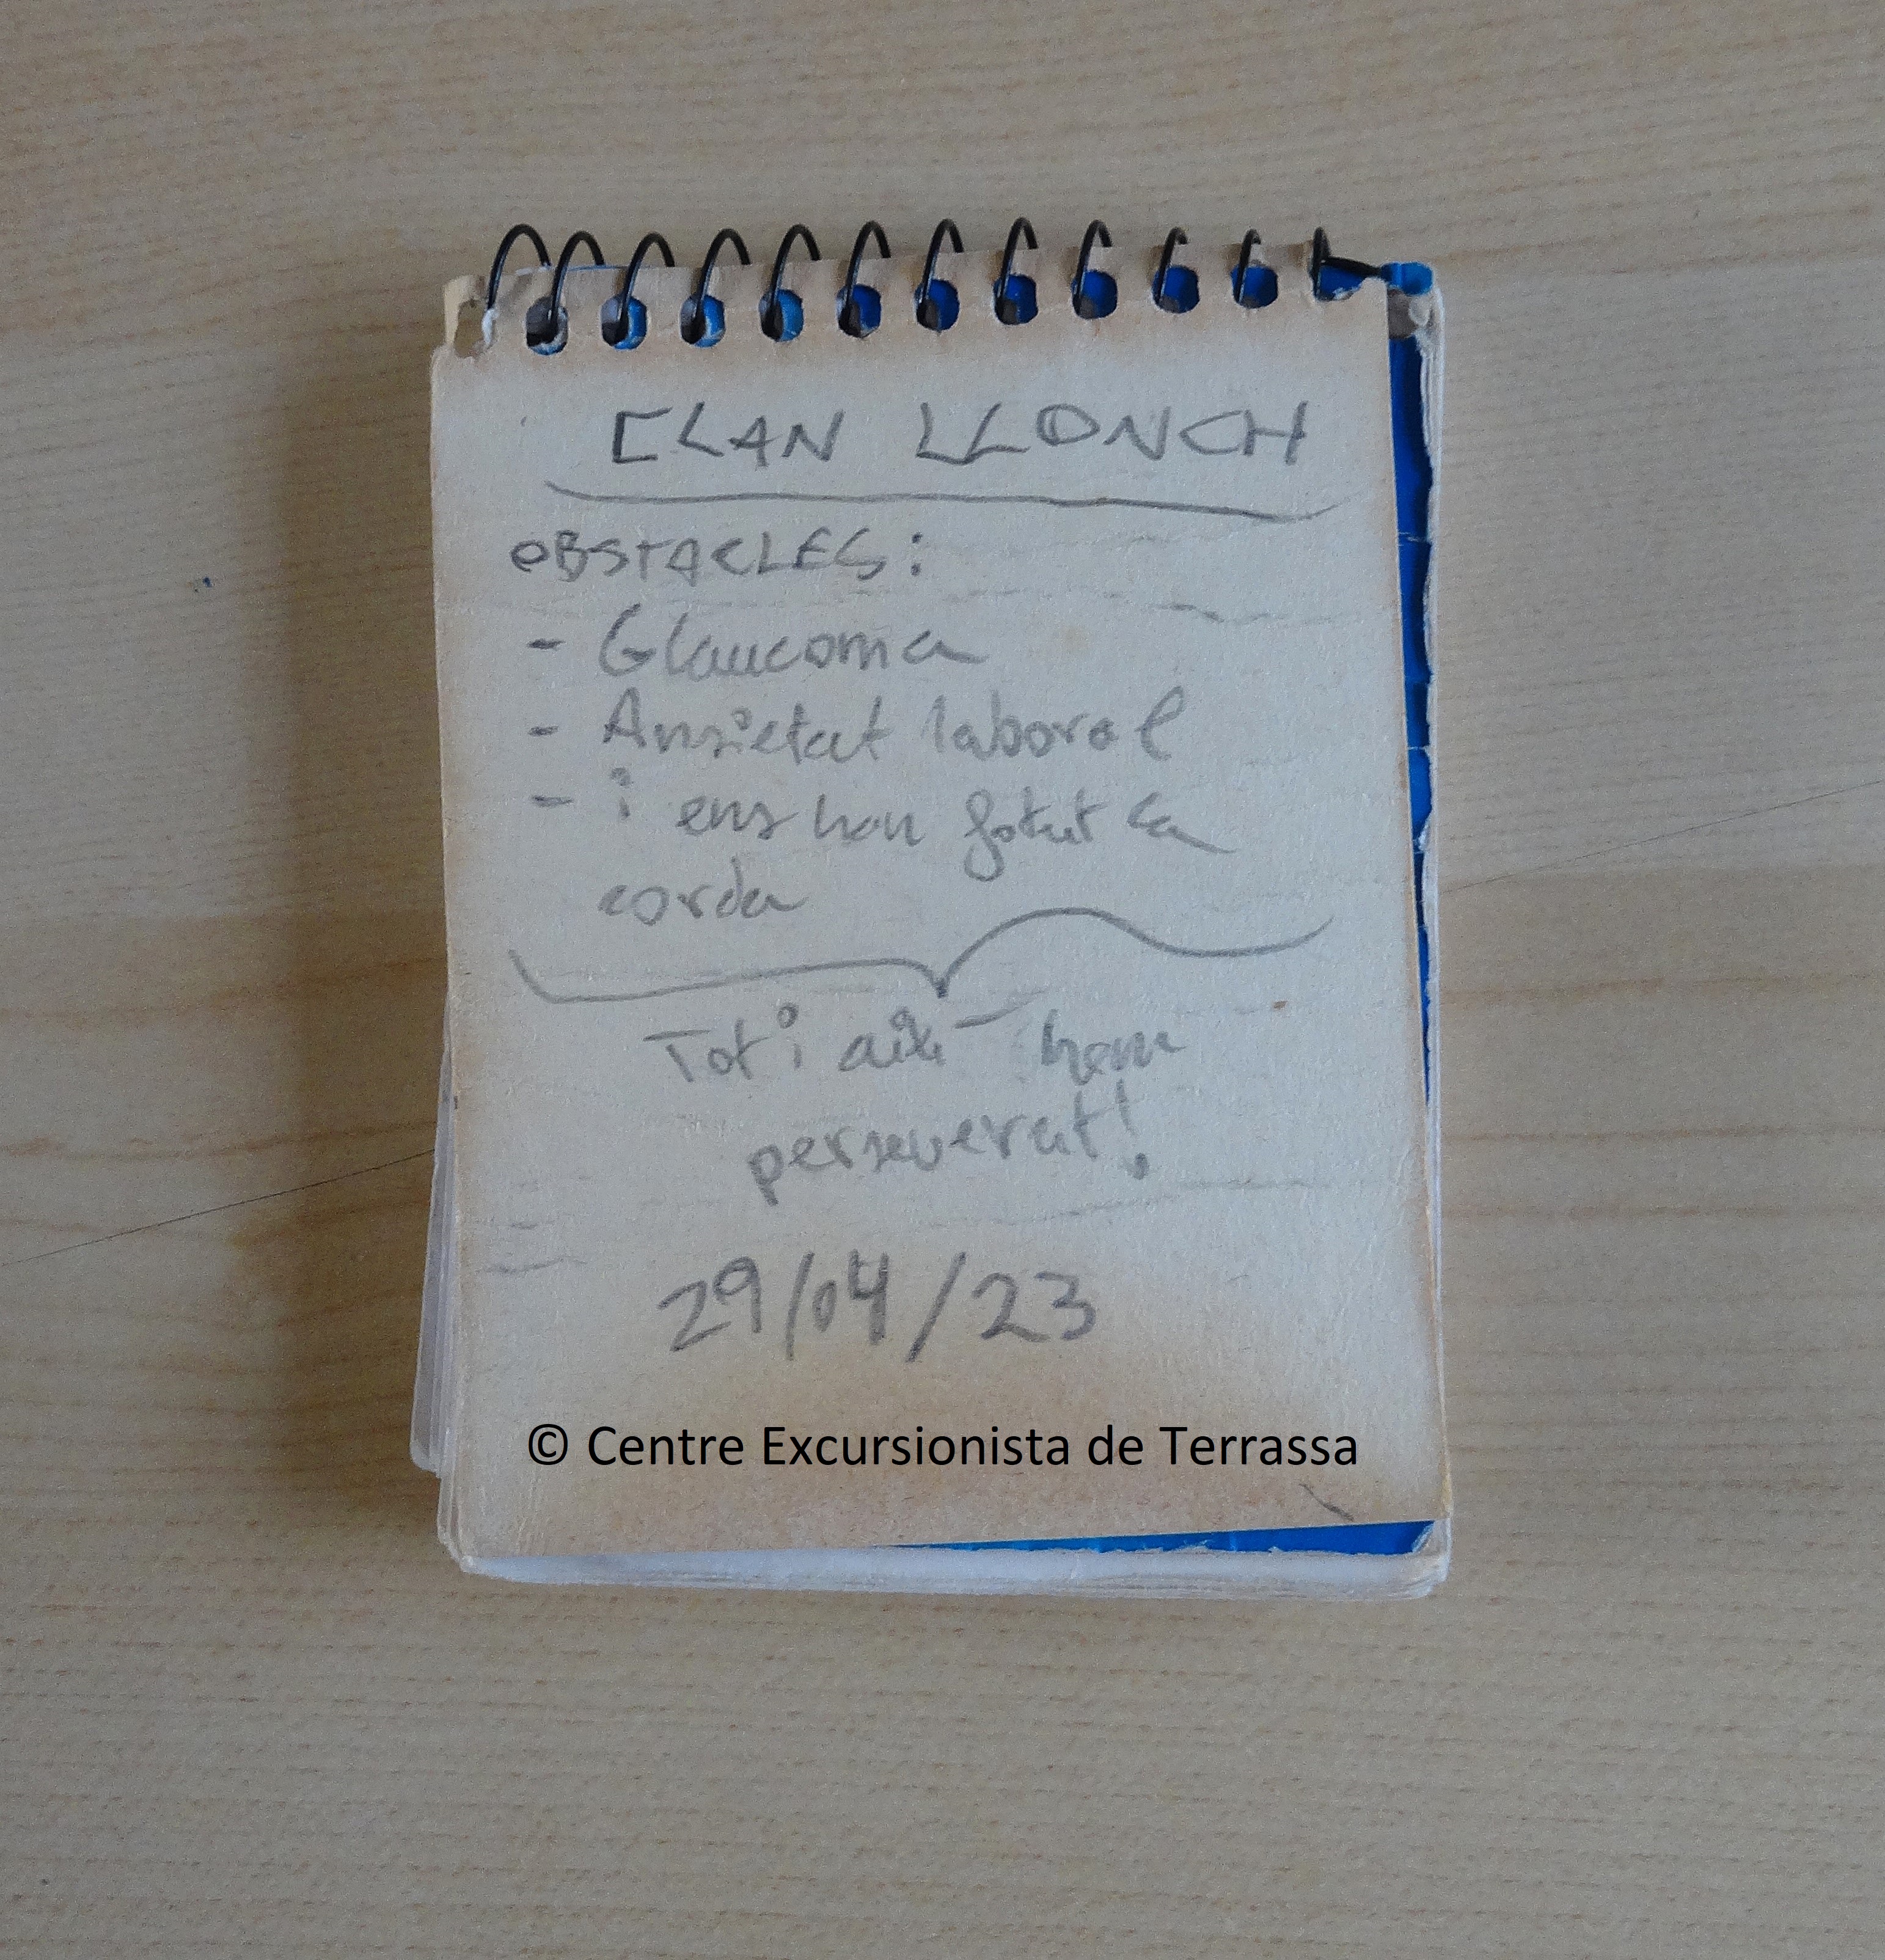 CLAN LLONCH
OBSTACLES:
- Glaucoma
- Ansietat laboral
- i ens han fotut la
corda
Tot i així hem
perseverat!
29/04/23
© Centre Excursionista de Terrassa